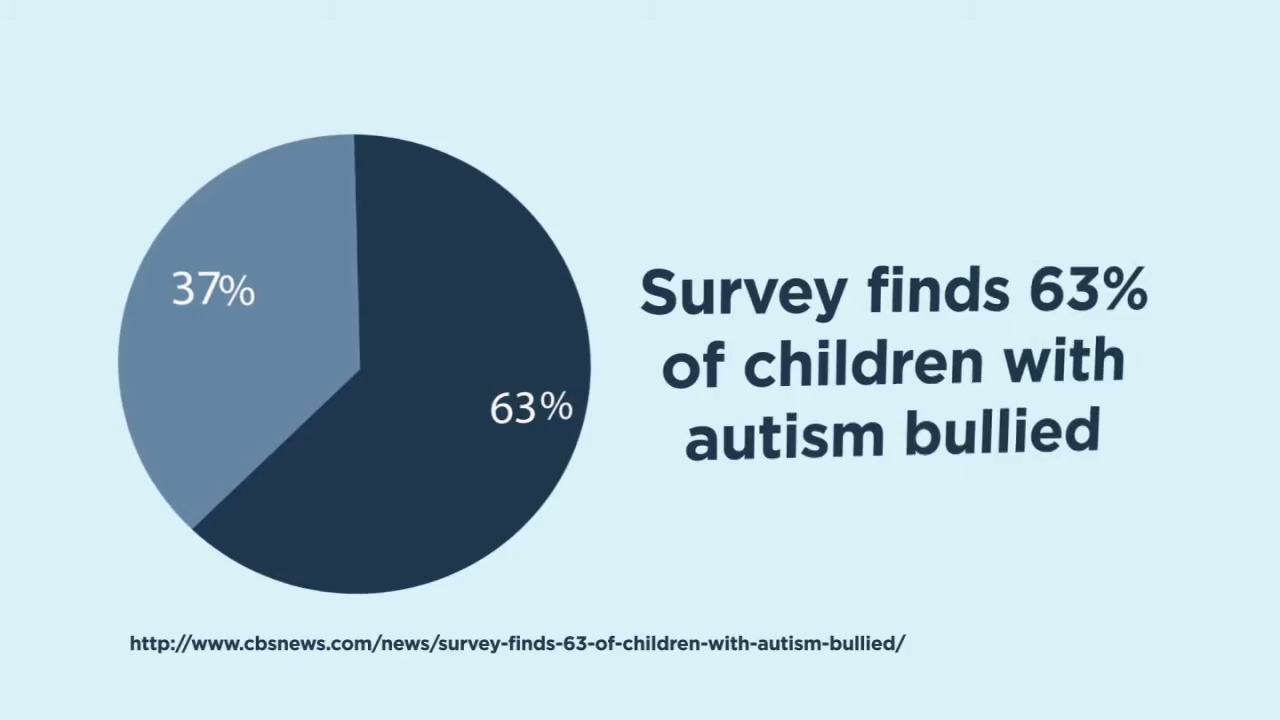 37%
63%
Survey finds 63%
of children with
autism bullied
http://www.cbsnews.com/news/survey-finds-63-of-children-with-autism-bullied/